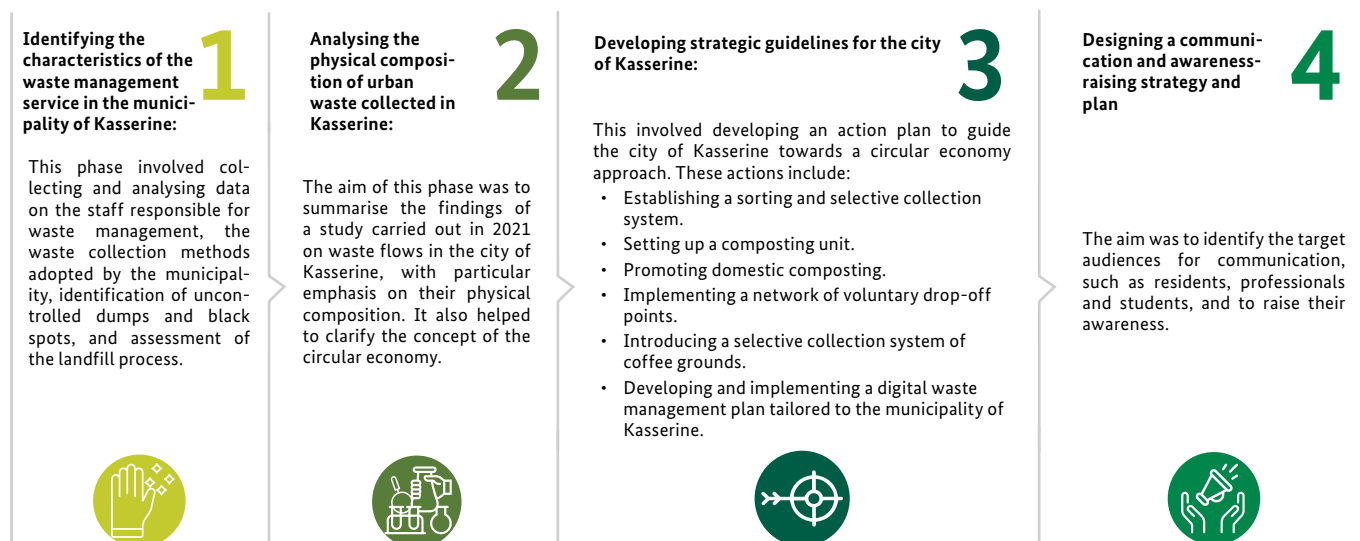 Identifying the
characteristics of the
waste management
service in the munici-
pality of Kasserine:
1
This phase involved col-
lecting and analysing data
on the staff responsible for
waste management, the
waste collection methods
adopted by the municipal-
ity, identification of uncon-
trolled dumps and black
spots, and assessment of
the landfill process.
Analysing the
physical composi-
tion of urban
waste collected in
Kasserine:
2
The aim of this phase was to
summarise the findings of
a study carried out in 2021
on waste flows in the city of
Kasserine, with particular
emphasis on their physical
composition. It also helped
to clarify the concept of the
circular economy.
Developing strategic guidelines for the city
of Kasserine:
3
This involved developing an action plan to guide
the city of Kasserine towards a circular economy
approach. These actions include:
• Establishing a sorting and selective collection
system.
• Setting up a composting unit.
• Promoting domestic composting.
• Implementing a network of voluntary drop-off
points.
• Introducing a selective collection system of
coffee grounds.
• Developing and implementing a digital waste
management plan tailored to the municipality of
Kasserine.
Designing a communi-
cation and awareness-
raising strategy and
plan
4
The aim was to identify the target
audiences for communication,
such as residents, professionals
and students, and to raise their
awareness.